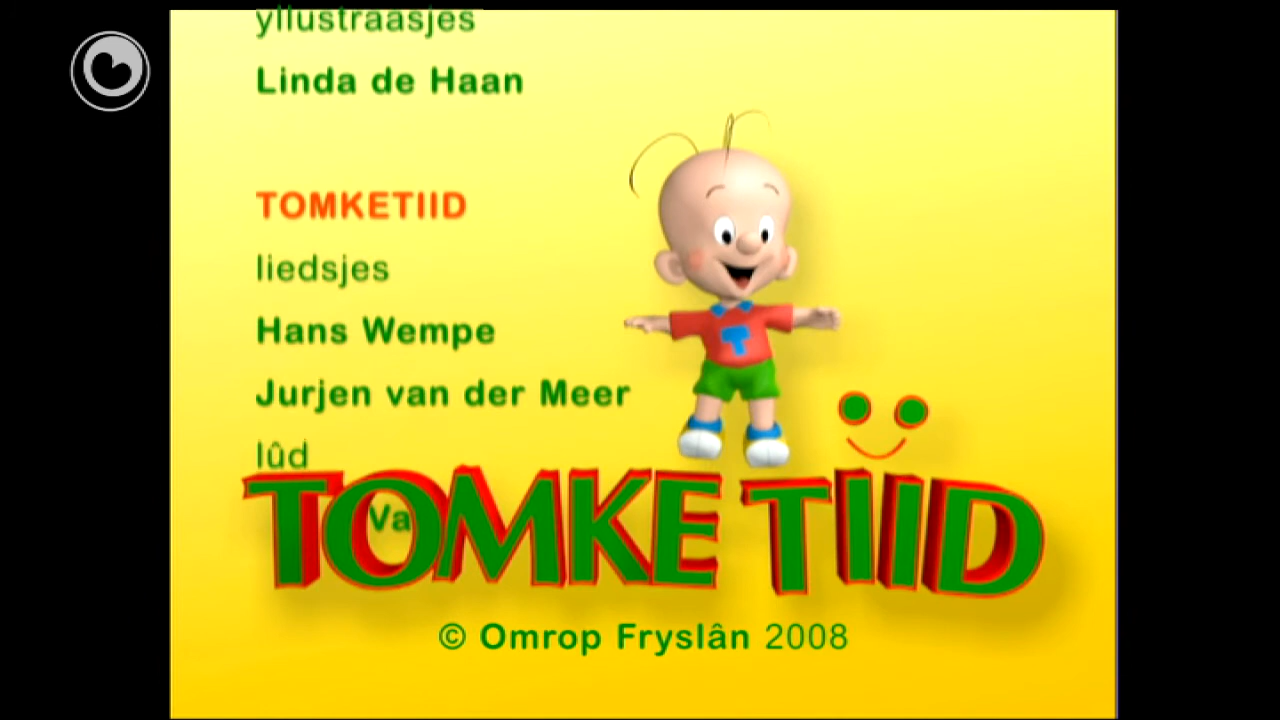 yllustraasjes
Linda de Haan
TOMKETIID
liedsjes
Hans Wempe
Jurjen van der Meer
lûd
T
TOMKE TIID
© Omrop Fryslân 2008